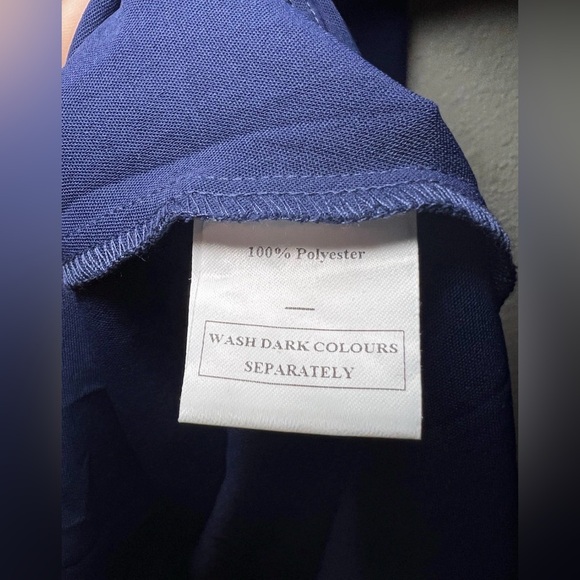 100% Polyester
WASH DARK COLOURS
SEPARATELY